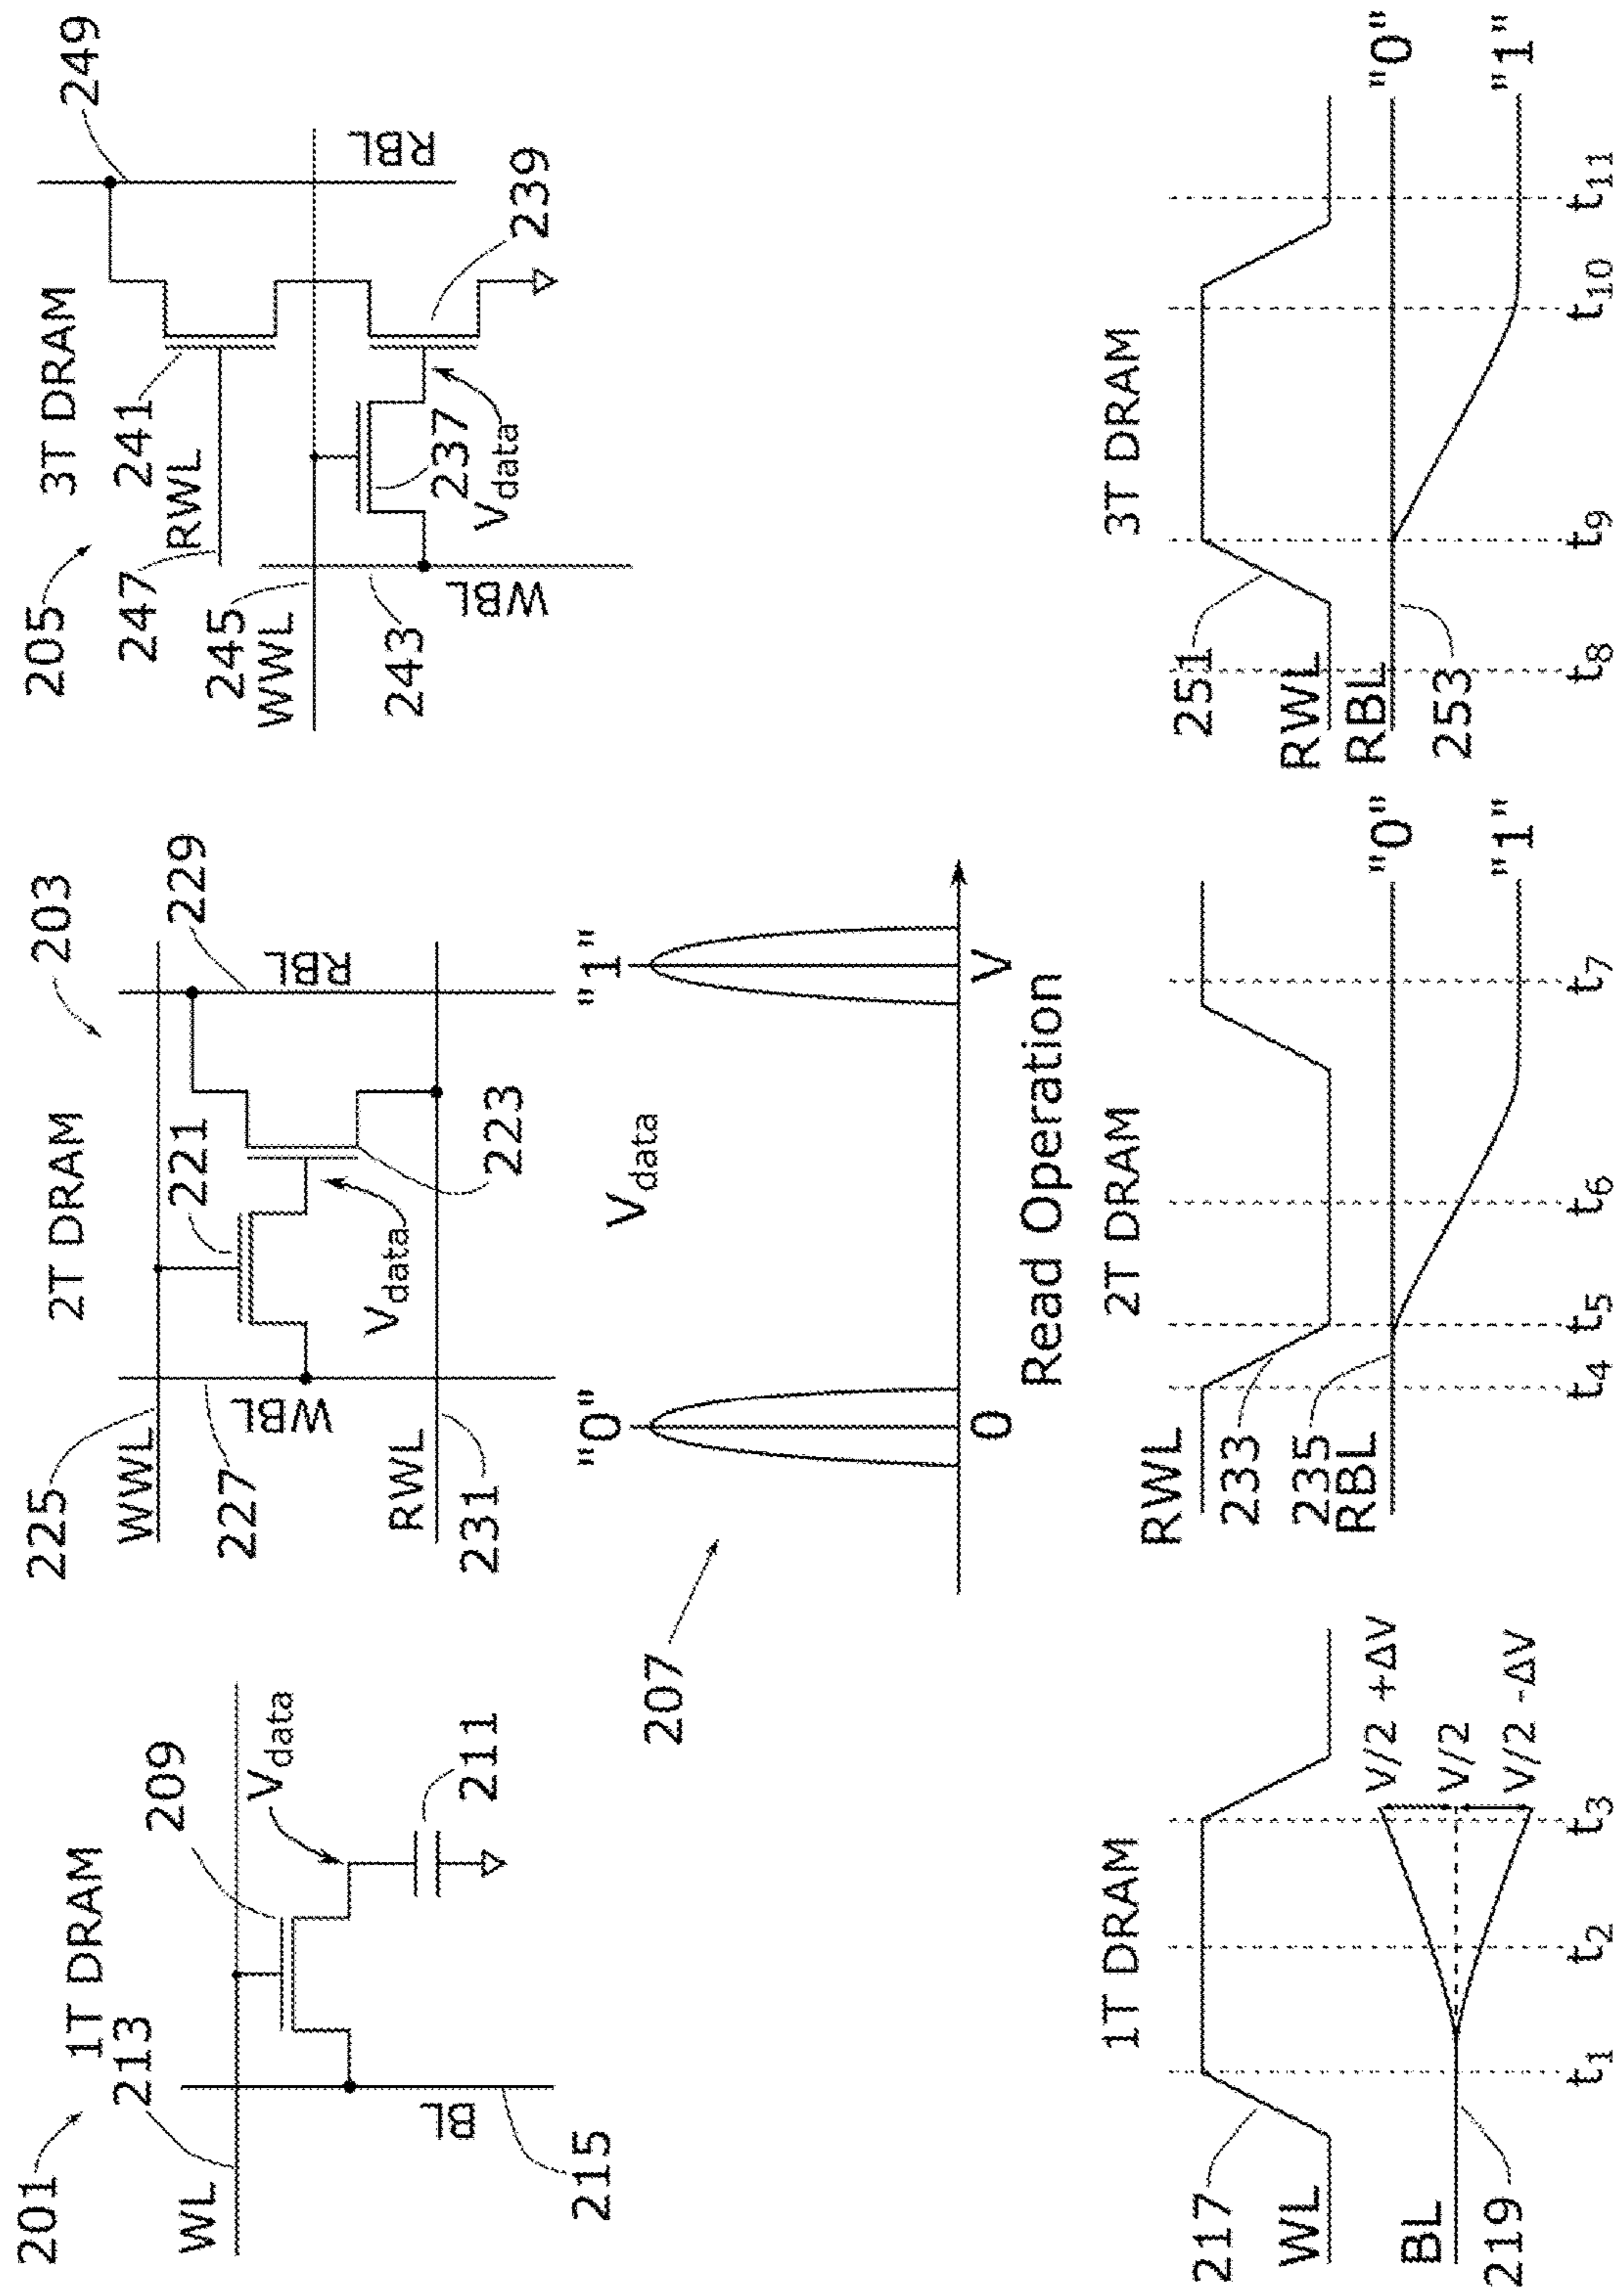 201
1T DRAM
213
WL
209
Vdata
211
BL
215
2T DRAM
203
225
WWL
221
229
RBL
227
WBL
Vdata
223
RWL
231
205
3T DRAM
249
247
241
RWL
245
WWL
RBL
239
237
Vdata
243
WBL
207
"0"
Vdata
"1"
0
V
Read Operation
1T DRAM
217
WL
BL
219
V/2 +ΔV
V/2
V/2 -ΔV
t1
t2
t3
2T DRAM
RWL
233
235
RBL
"0"
"1"
t4
t5
t6
t7
3T DRAM
251
RWL
RBL
253
"0"
"1"
t8
t9
t10
t11